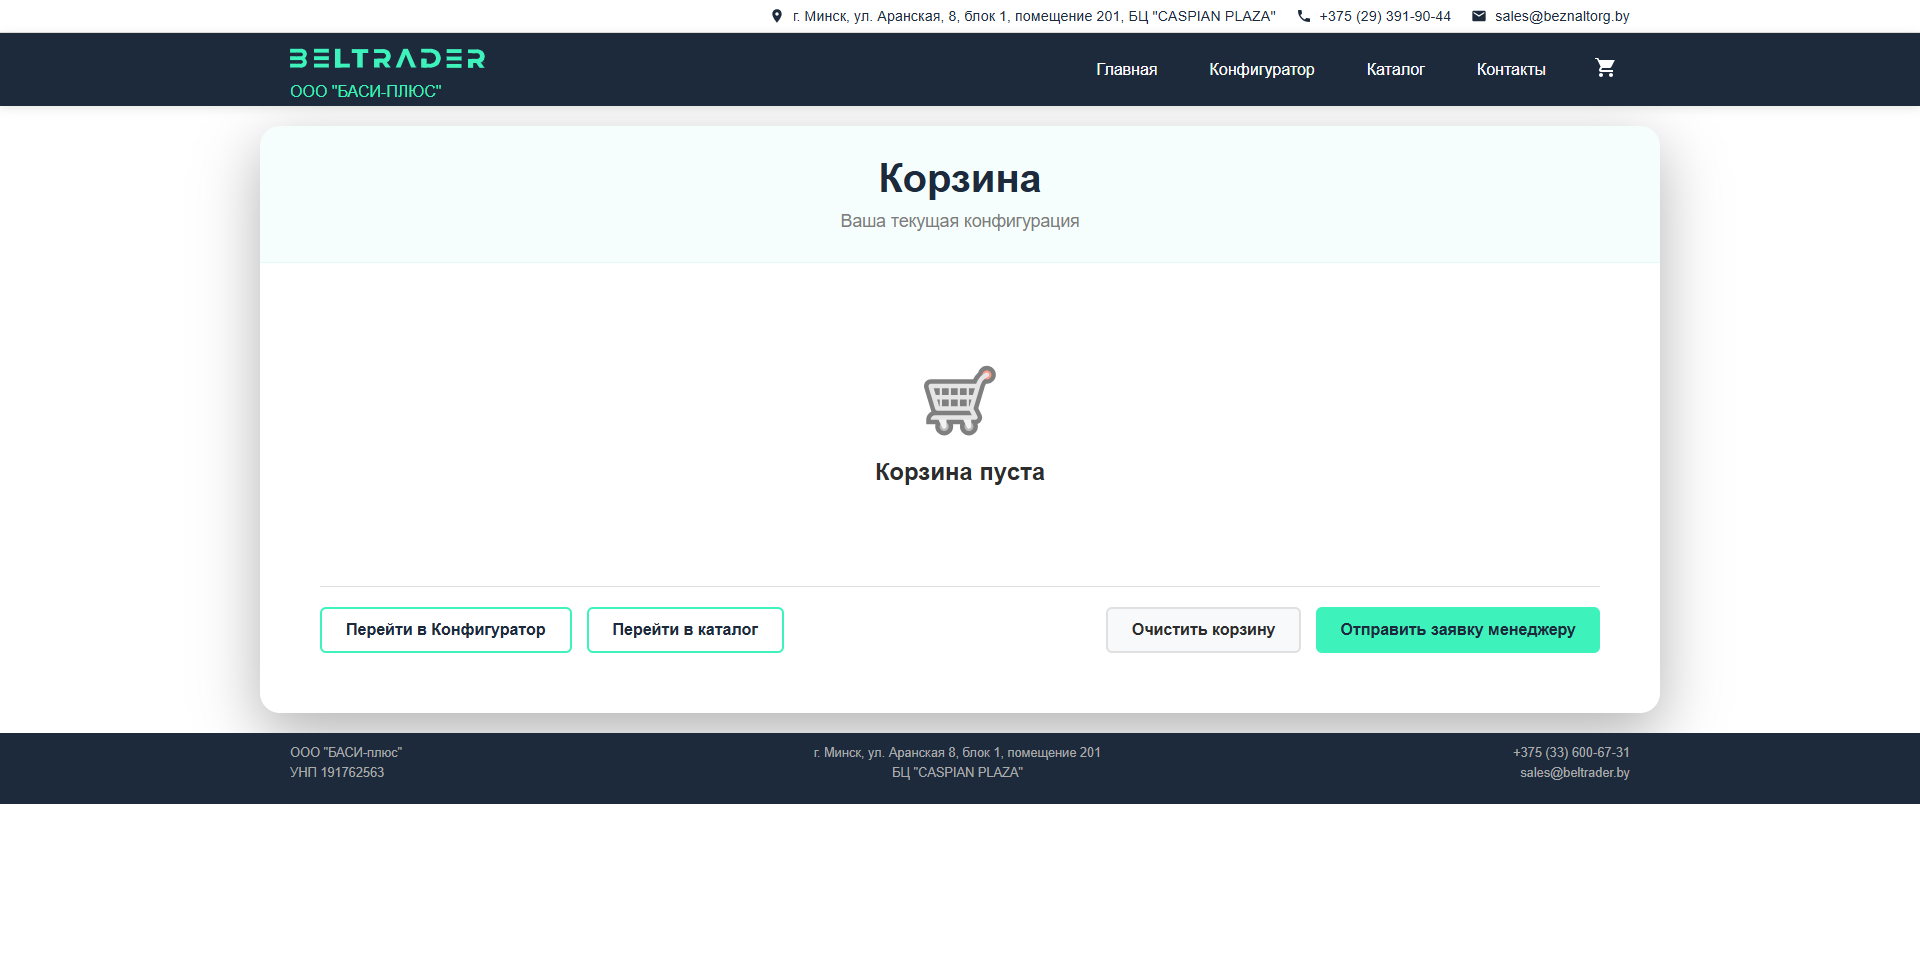 г. Минск, ул. Аранская, 8, блок 1, помещение 201, БЦ "CASPIAN PLAZA" +375 (29) 391-90-44 sales@beznaltorg.by
BELTRADER
ООО "БАСИ-ПЛЮС"
Главная Конфигуратор Каталог Контакты
Корзина
Ваша текущая конфигурация
Корзина пуста
Перейти в Конфигуратор Перейти в каталог Очистить корзину Отправить заявку менеджеру
ООО "БАСИ-плюс" г. Минск, ул. Аранская 8, блок 1, помещение 201 +375 (33) 600-67-31
УНП 191762563 БЦ "CASPIAN PLAZA" sales@beltrader.by